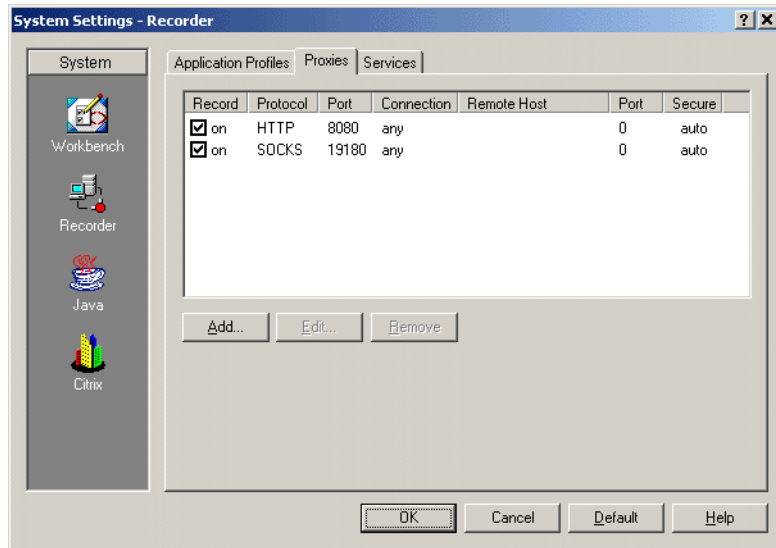 System Settings - Recorder
System
Application Profiles Proxies Services
Record Protocol Port Connection Remote Host Port Secure
on HTTP 8080 any 0 auto
on SOCKS 19180 any 0 auto
Workbench
Recorder
Java
Citrix
Add... Edit... Remove
OK Cancel Default Help